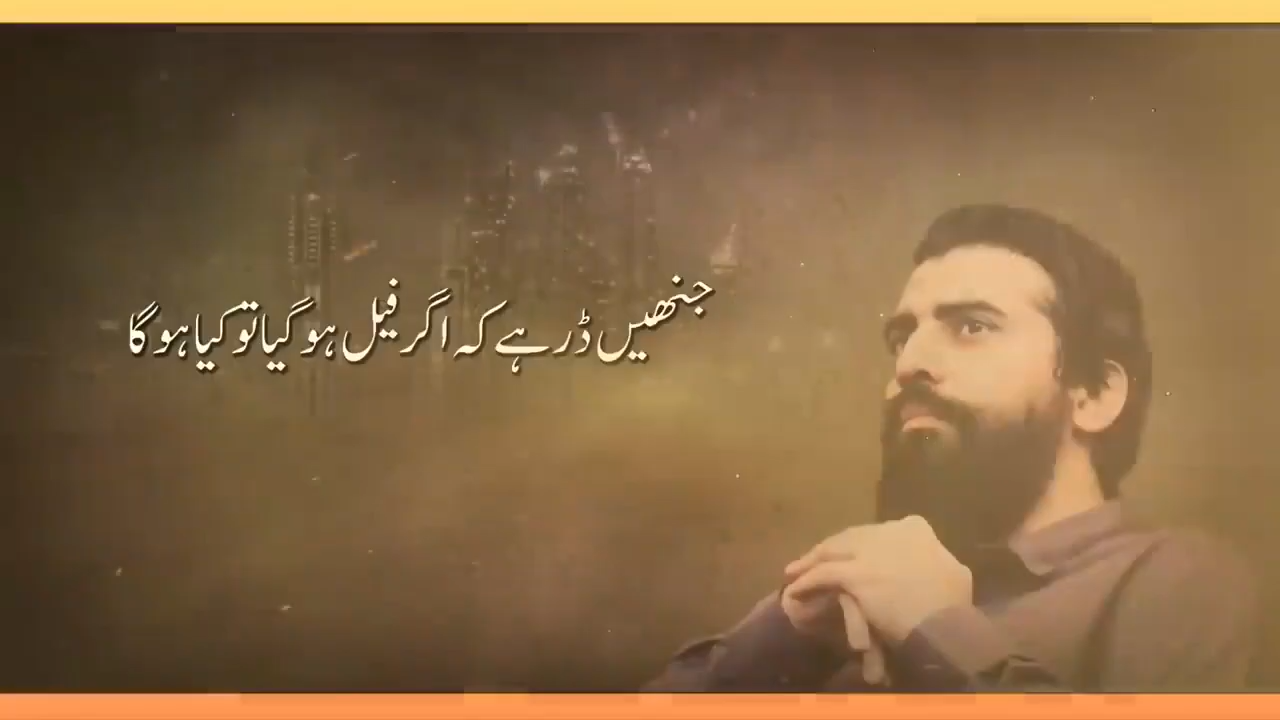 جنھیں ڈر ہے کہ اگر فیل ہو گیا تو کیا ہو گا